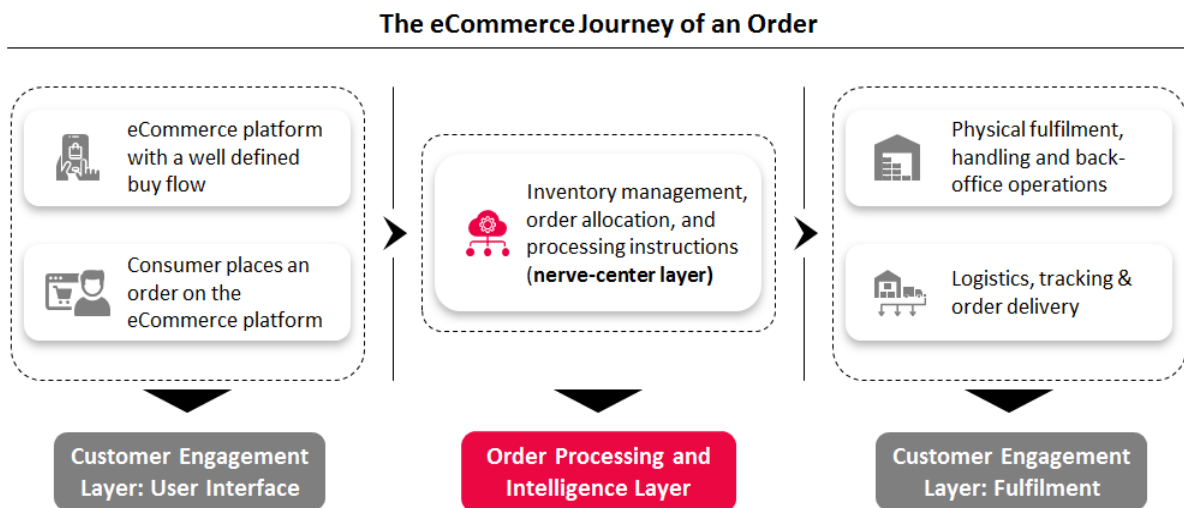 The eCommerce Journey of an Order
eCommerce platform
with a well defined
buy flow
Consumer places an
order on the
eCommerce platform
Customer Engagement
Layer: User Interface
Inventory management,
order allocation, and
processing instructions
(nerve-center layer)
Order Processing and
Intelligence Layer
Physical fulfilment,
handling and back-
office operations
Logistics, tracking &
order delivery
Customer Engagement
Layer: Fulfilment